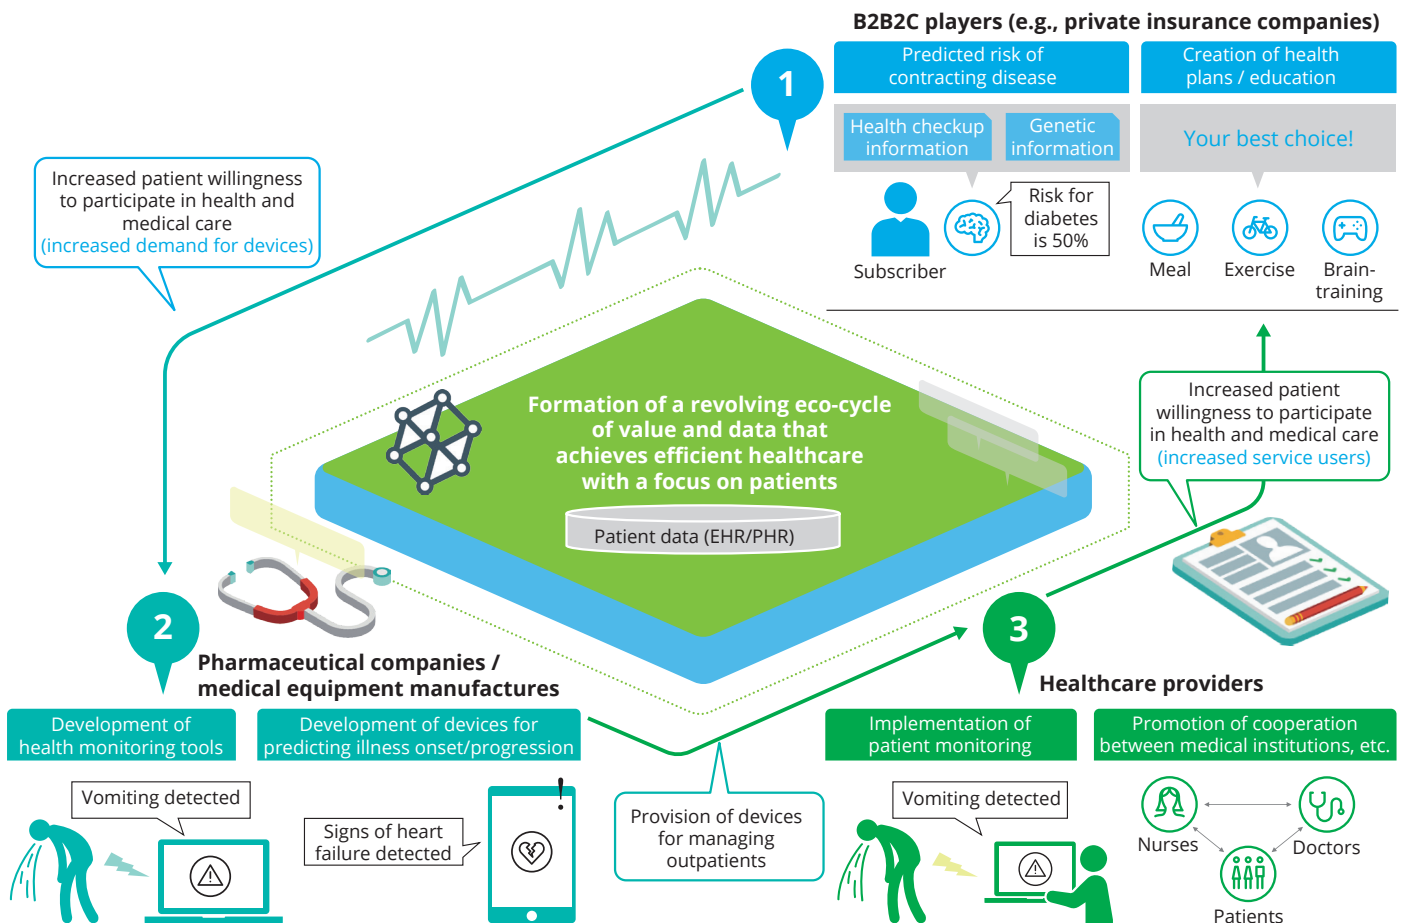 B2B2C players (e.g., private insurance companies)
1
Predicted risk of
contracting disease
Creation of health
plans / education
Health checkup
information
Genetic
information
Your best choice!
Risk for
diabetes
is 50%
Subscriber
Meal
Exercise
Brain-
training
Increased patient willingness
to participate in health and
medical care
(increased demand for devices)
Formation of a revolving eco-cycle
of value and data that
achieves efficient healthcare
with a focus on patients
Patient data (EHR/PHR)
Increased patient
willingness to participate
in health and medical care
(increased service users)
2
Pharmaceutical companies /
medical equipment manufactures
Development of
health monitoring tools
Development of devices for
predicting illness onset/progression
Vomiting detected
Signs of heart
failure detected
!
Provision of devices
for managing
outpatients
3
Healthcare providers
Implementation of
patient monitoring
Promotion of cooperation
between medical institutions, etc.
Vomiting detected
Nurses
Doctors
Patients